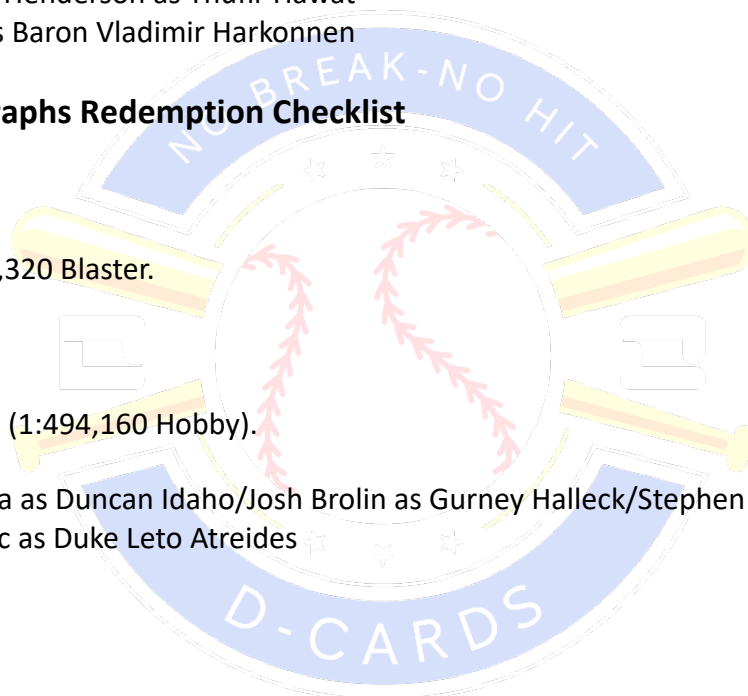 Henderson as Thufir Hawat
s Baron Vladimir Harkonnen
NO BREAK-NO HIT
raphs Redemption Checklist
,320 Blaster.
(1:494,160 Hobby).
a as Duncan Idaho/Josh Brolin as Gurney Halleck/Stephen
c as Duke Leto Atreides
D-CARDS